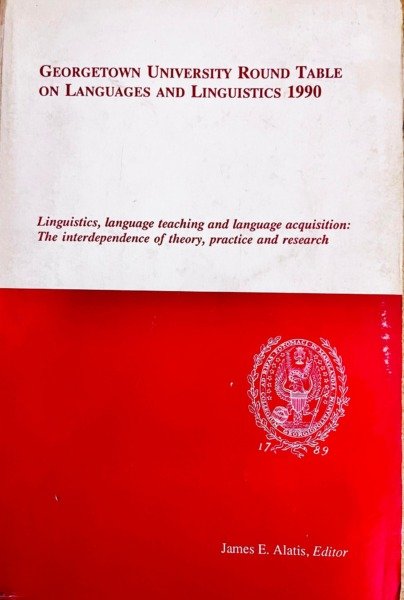 GEORGETOWN UNIVERSITY ROUND TABLE
ON LANGUAGES AND LINGUISTICS 1990
Linguistics, language teaching and language acquisition:
The interdependence of theory, practice and research
17 89
James E. Alatis, Editor